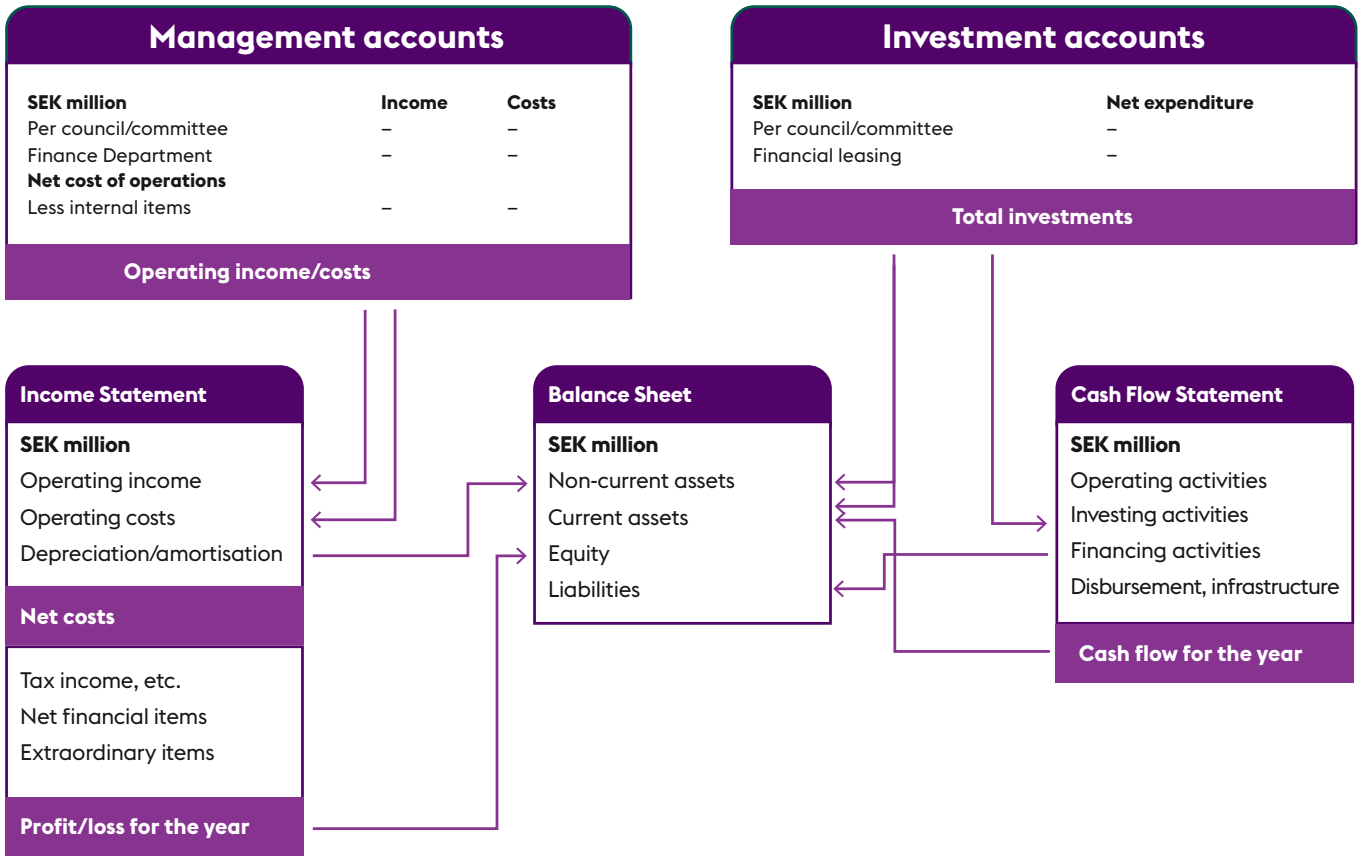 Management accounts
SEK million Income Costs
Per council/committee – –
Finance Department – –
Net cost of operations
Less internal items – –
Operating income/costs
Investment accounts
SEK million Net expenditure
Per council/committee –
Financial leasing –
Total investments
Income Statement
SEK million
Operating income
Operating costs
Depreciation/amortisation
Net costs
Tax income, etc.
Net financial items
Extraordinary items
Profit/loss for the year
Balance Sheet
SEK million
Non-current assets
Current assets
Equity
Liabilities
Cash Flow Statement
SEK million
Operating activities
Investing activities
Financing activities
Disbursement, infrastructure
Cash flow for the year